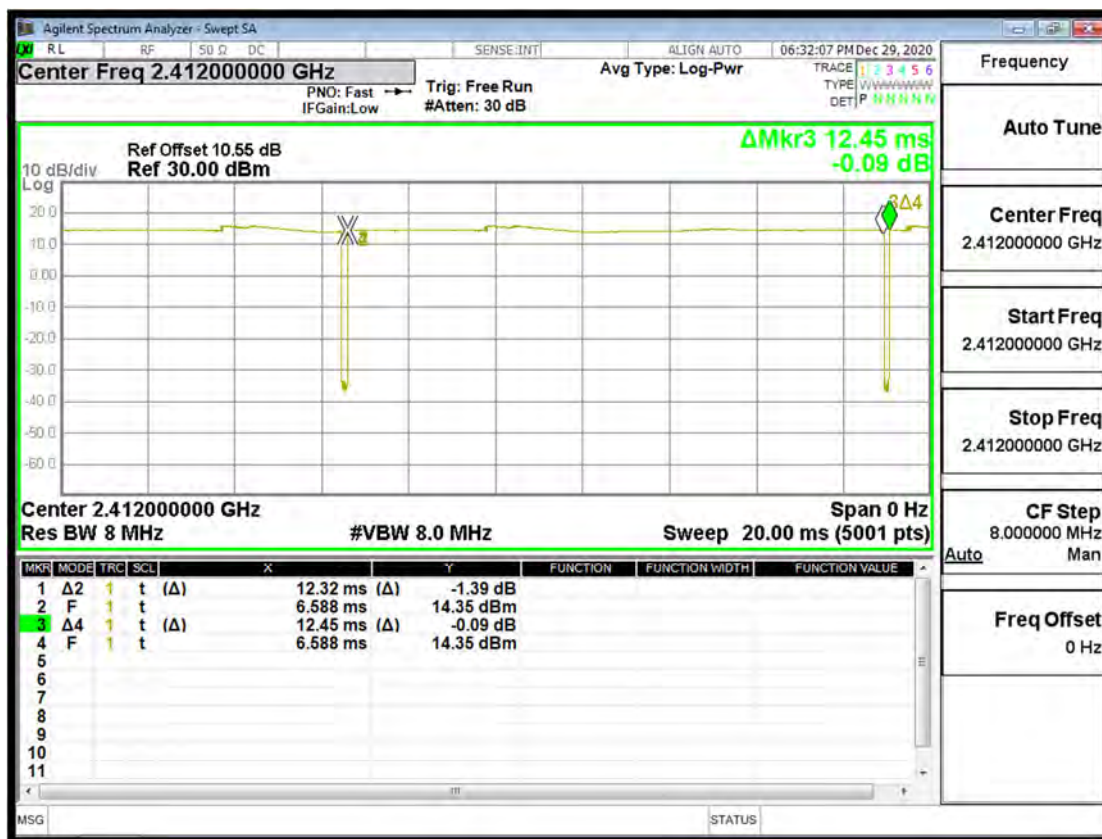 Agilent Spectrum Analyzer - Swept SA
RL RF 50 Ω DC SENSE:INT ALIGN AUTO 06:32:07 PM Dec 29, 2020
Center Freq 2.412000000 GHz
PNO: Fast
IFGain:Low
Trig: Free Run
#Atten: 30 dB
Avg Type: Log-Pwr
TRACE 1 2 3 4 5 6
TYPE WWWWWW
DET P N N N N N
Ref Offset 10.55 dB
10 dB/div Ref 30.00 dBm
Log
ΔMkr3 12.45 ms
-0.09 dB
20.0
10.0
0.00
-10.0
-20.0
-30.0
-40.0
-50.0
-60.0
3Δ4
Center 2.412000000 GHz Span 0 Hz
Res BW 8 MHz #VBW 8.0 MHz Sweep 20.00 ms (5001 pts)
MKR MODE TRC SCL X Y FUNCTION FUNCTION WIDTH FUNCTION VALUE
1 Δ2 1 t (Δ) 12.32 ms (Δ) -1.39 dB
2 F 1 t 6.588 ms 14.35 dBm
3 Δ4 1 t (Δ) 12.45 ms (Δ) -0.09 dB
4 F 1 t 6.588 ms 14.35 dBm
5
6
7
8
9
10
11
MSG STATUS
Frequency
Auto Tune
Center Freq
2.412000000 GHz
Start Freq
2.412000000 GHz
Stop Freq
2.412000000 GHz
CF Step
8.000000 MHz
Auto Man
Freq Offset
0 Hz